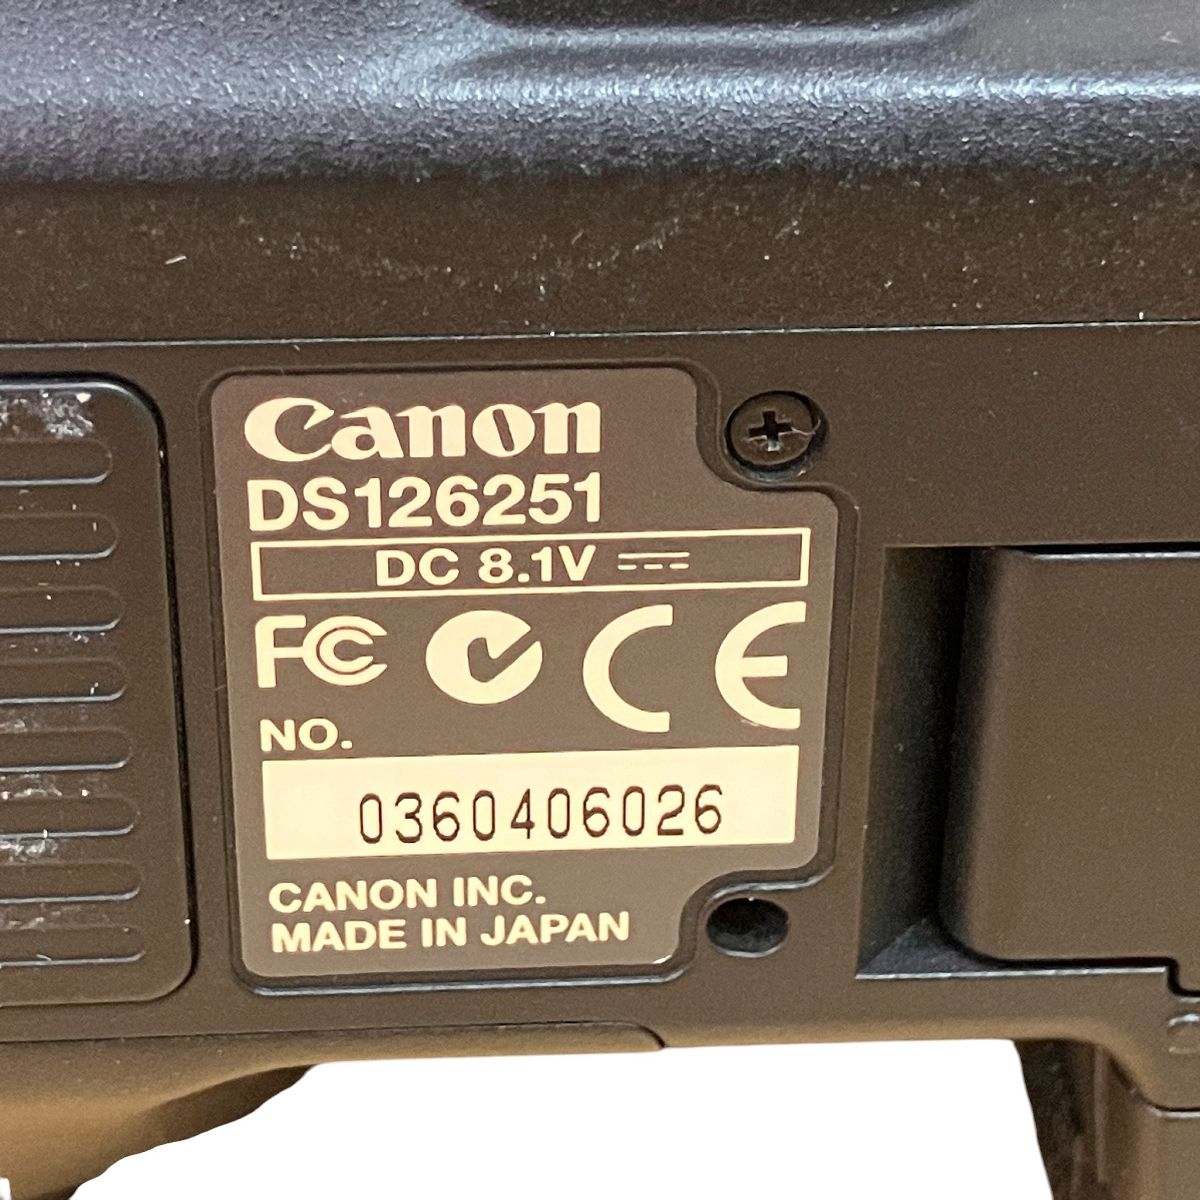 Canon
DS126251
DC 8.1V ⎓
FC CE
NO.
0360406026
CANON INC.
MADE IN JAPAN